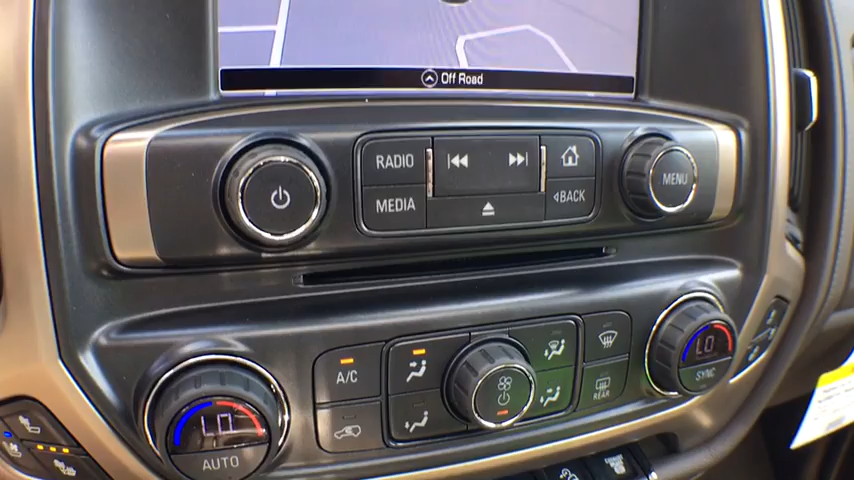 Off Road
RADIO
MEDIA
BACK
MENU
A/C
REAR
LO
AUTO
LO
SYNC